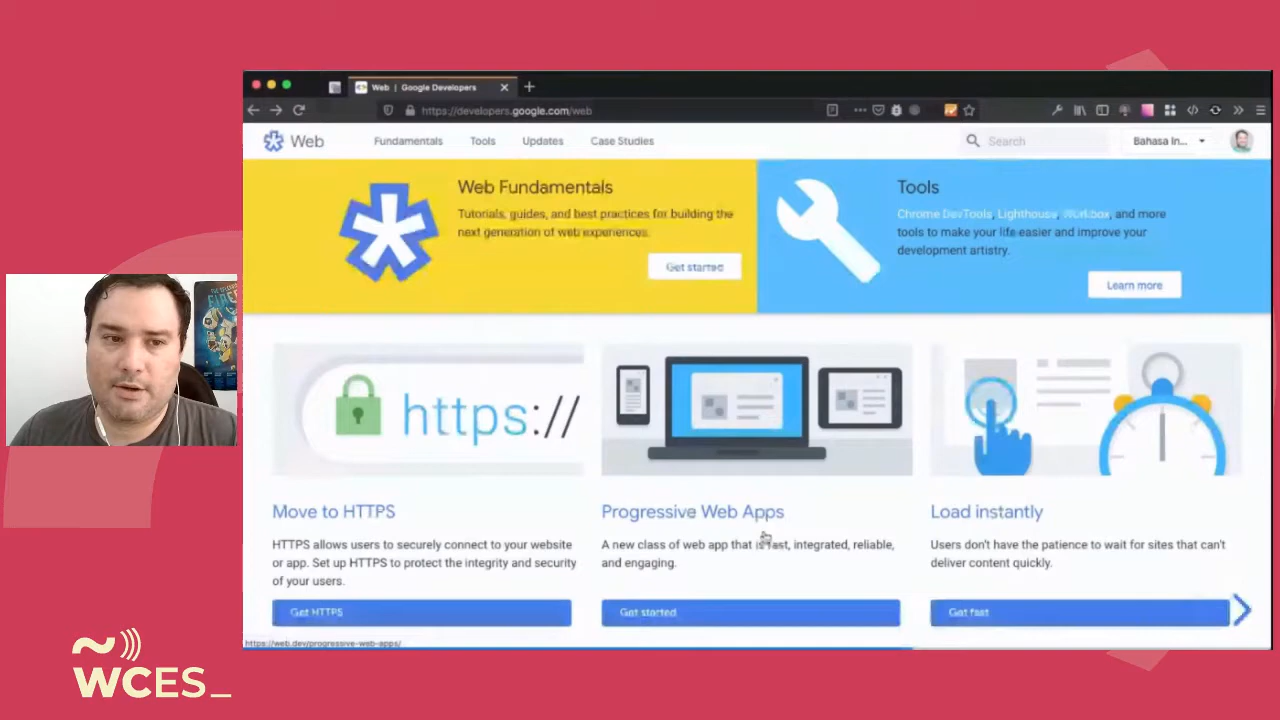 Web | Google Developers
https://developers.google.com/web
Web
Fundamentals
Tools
Updates
Case Studies
Search
Bahasa In...
Web Fundamentals
Tutorials, guides, and best practices for building the
next generation of web experiences.
Get started
Tools
Chrome DevTools, Lighthouse, Workbox, and more
tools to make your life easier and improve your
development artistry.
Learn more
https://
Move to HTTPS
HTTPS allows users to securely connect to your website
or app. Set up HTTPS to protect the integrity and security
of your users.
Get HTTPS
Progressive Web Apps
A new class of web app that is fast, integrated, reliable,
and engaging.
Get started
Load instantly
Users don't have the patience to wait for sites that can't
deliver content quickly.
Get fast
https://web.dev/progressive-web-apps/
WCES_